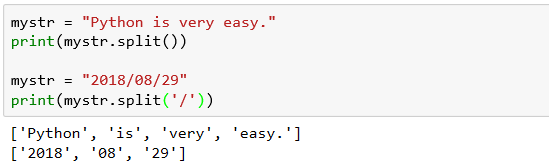 mystr = "Python is very easy."
print(mystr.split())
mystr = "2018/08/29"
print(mystr.split('/'))
['Python', 'is', 'very', 'easy.']
['2018', '08', '29']